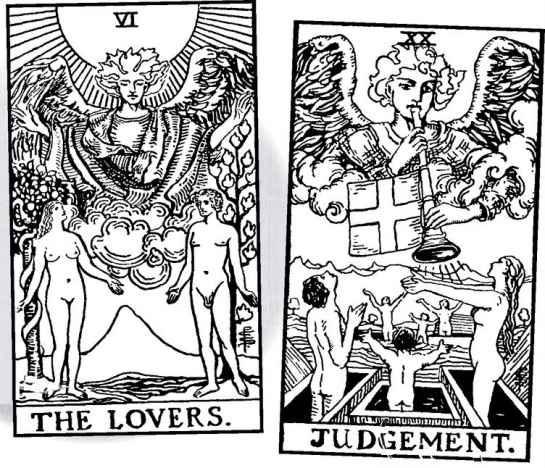 VI
THE LOVERS.
XX
JUDGEMENT.